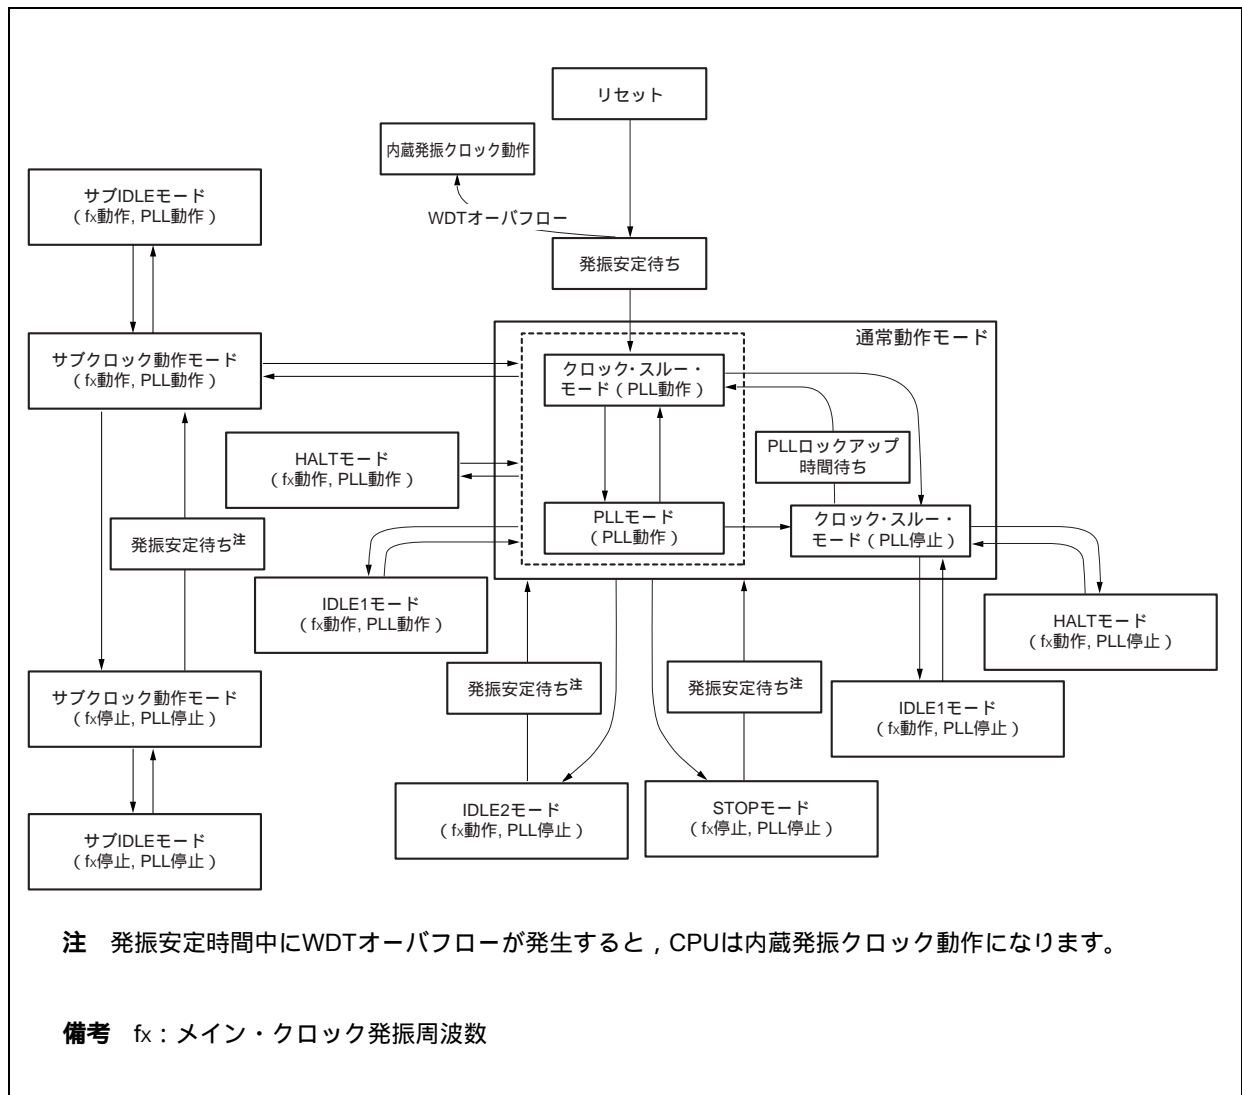 リセット
内蔵発振クロック動作
WDTオーバフロー
サブIDLEモード
（fx動作, PLL動作）
発振安定待ち
通常動作モード
サブクロック動作モード
（fx動作, PLL動作）
クロック・スルー・
モード（PLL動作）
HALTモード
（fx動作, PLL動作）
PLLロックアップ
時間待ち
発振安定待ち注
PLLモード
（PLL動作）
クロック・スルー・
モード（PLL停止）
IDLE1モード
（fx動作, PLL動作）
HALTモード
（fx動作, PLL停止）
サブクロック動作モード
（fx停止, PLL停止）
発振安定待ち注
発振安定待ち注
IDLE1モード
（fx動作, PLL停止）
IDLE2モード
（fx動作, PLL停止）
STOPモード
（fx停止, PLL停止）
サブIDLEモード
（fx停止, PLL停止）
注　発振安定時間中にWDTオーバフローが発生すると，CPUは内蔵発振クロック動作になります。
備考　fx：メイン・クロック発振周波数